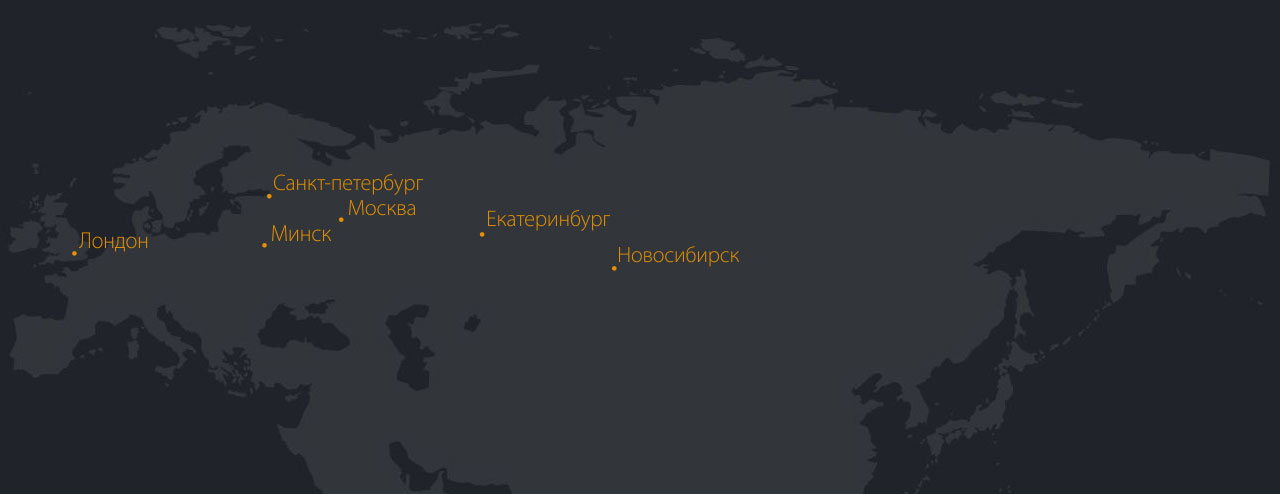 Санкт-петербург
Москва
Екатеринбург
Минск
Лондон
Новосибирск